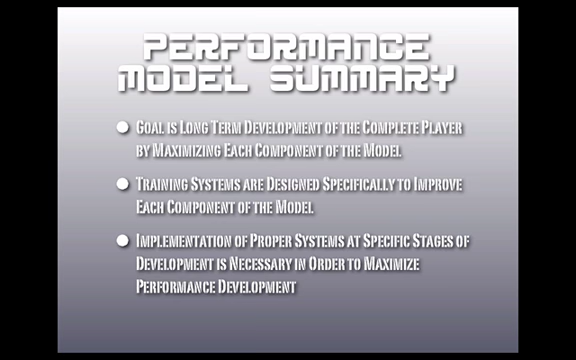 PERFORMANCE
MODEL SUMMARY
GOAL IS LONG TERM DEVELOPMENT OF THE COMPLETE PLAYER
BY MAXIMIZING EACH COMPONENT OF THE MODEL
TRAINING SYSTEMS ARE DESIGNED SPECIFICALLY TO IMPROVE
EACH COMPONENT OF THE MODEL
IMPLEMENTATION OF PROPER SYSTEMS AT SPECIFIC STAGES OF
DEVELOPMENT IS NECESSARY IN ORDER TO MAXIMIZE
PERFORMANCE DEVELOPMENT